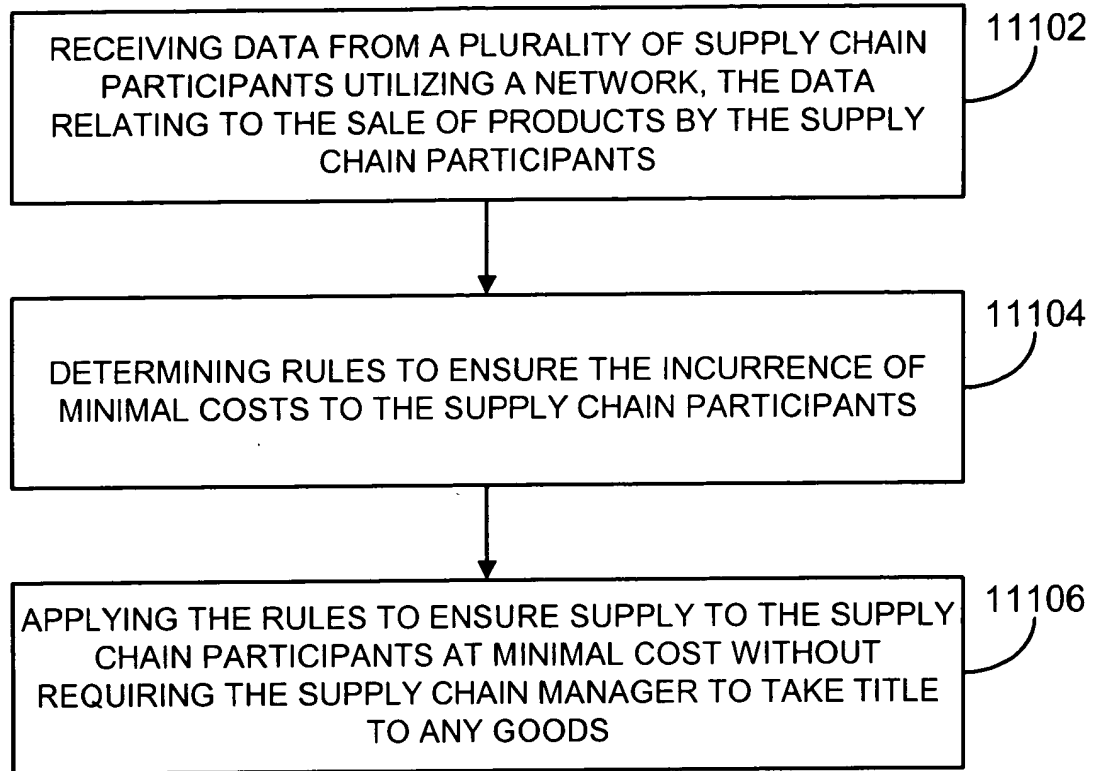 RECEIVING DATA FROM A PLURALITY OF SUPPLY CHAIN
PARTICIPANTS UTILIZING A NETWORK, THE DATA
RELATING TO THE SALE OF PRODUCTS BY THE SUPPLY
CHAIN PARTICIPANTS
11102
DETERMINING RULES TO ENSURE THE INCURRENCE OF
MINIMAL COSTS TO THE SUPPLY CHAIN PARTICIPANTS
11104
APPLYING THE RULES TO ENSURE SUPPLY TO THE SUPPLY
CHAIN PARTICIPANTS AT MINIMAL COST WITHOUT
REQUIRING THE SUPPLY CHAIN MANAGER TO TAKE TITLE
TO ANY GOODS
11106